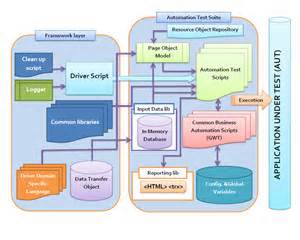 Framework layer
Automation Test Suite
Resource Object Repository
Clean up
script
Logger
Driver Script
Page Object
Model
Automation Test
Scripts
Execution
Common libraries
Input Data lib
In Memory
Database
Common Business
Automation Scripts
(GWT)
Driver Domain
Specific
Language
Data Transfer
Object
Reporting lib
<HTML> <trx>
Config, &Global
Variables
APPLICATION UNDER TEST (AUT)